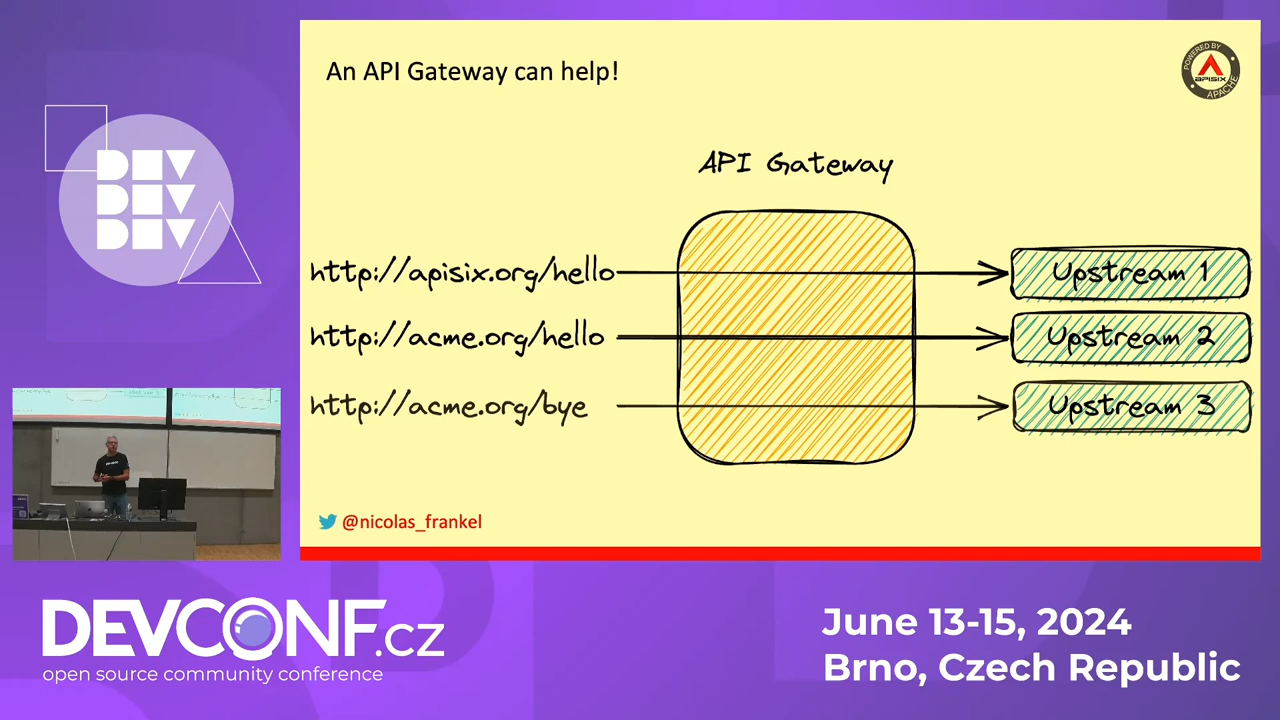 An API Gateway can help!
POWERED BY
APISIX
APACHE
API Gateway
http://apisix.org/hello
Upstream 1
http://acme.org/hello
Upstream 2
http://acme.org/bye
Upstream 3
@nicolas_frankel
DEV
DEV
DEV
DEVCONF.cz
open source community conference
June 13-15, 2024
Brno, Czech Republic